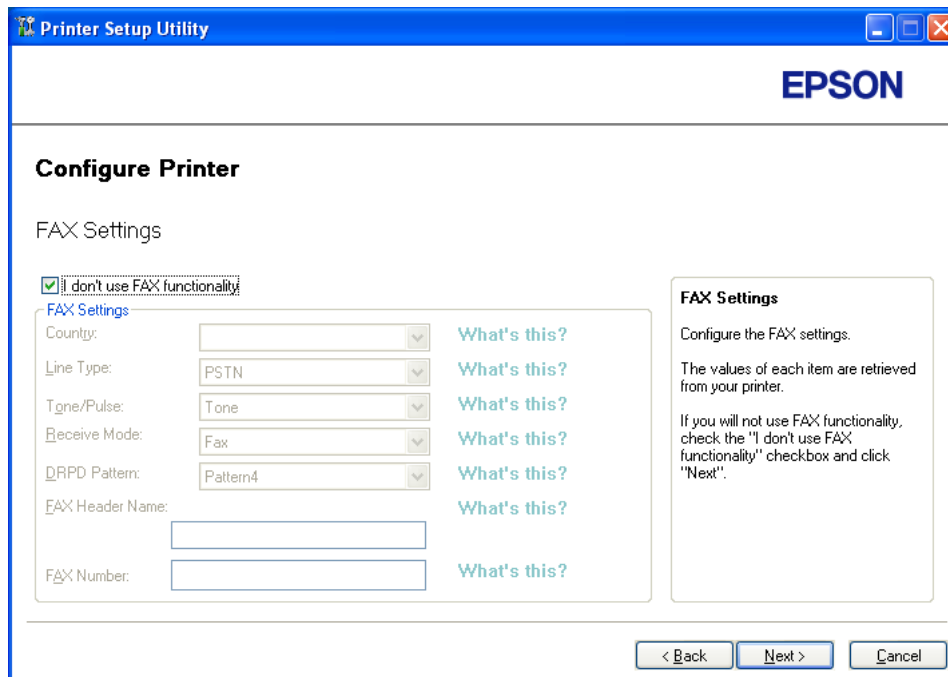 Printer Setup Utility
EPSON
Configure Printer
FAX Settings
I don't use FAX functionality
FAX Settings
Country: What's this?
Line Type: PSTN What's this?
Tone/Pulse: Tone What's this?
Receive Mode: Fax What's this?
DRPD Pattern: Pattern4 What's this?
FAX Header Name: What's this?
FAX Number: What's this?
FAX Settings
Configure the FAX settings.
The values of each item are retrieved
from your printer.
If you will not use FAX functionality,
check the "I don't use FAX
functionality" checkbox and click
"Next".
< Back Next > Cancel